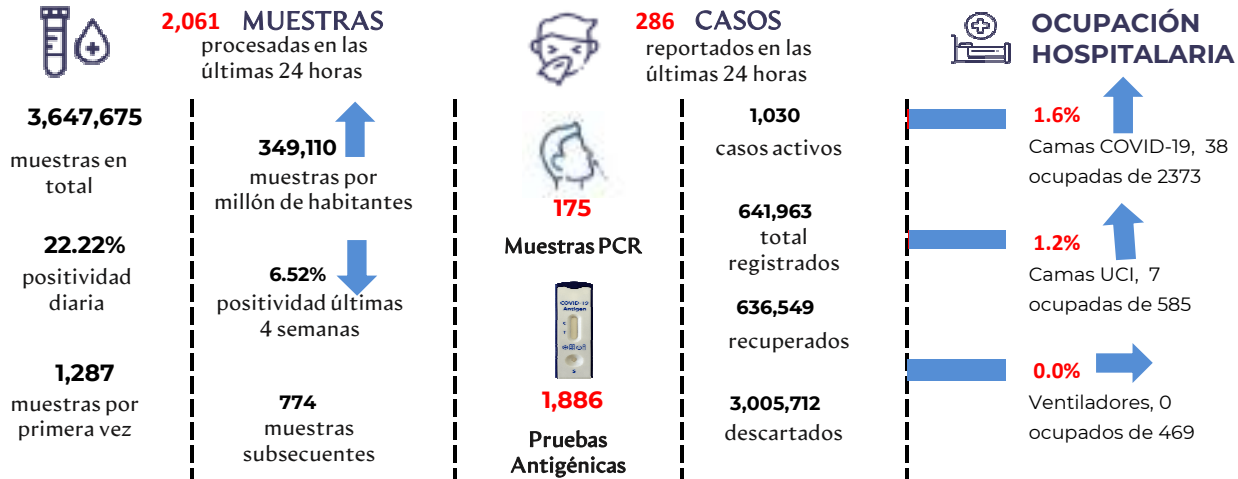 2,061 MUESTRAS
procesadas en las
últimas 24 horas
3,647,675
muestras en
total
22.22%
positividad
diaria
1,287
muestras por
primera vez
349,110
muestras por
millón de habitantes
6.52%
positividad últimas
4 semanas
774
muestras
subsecuentes
286 CASOS
reportados en las
últimas 24 horas
175
Muestras PCR
COVID-19
Antigen
C
T
S
1,886
Pruebas
Antigénicas
1,030
casos activos
641,963
total
registrados
636,549
recuperados
3,005,712
descartados
OCUPACIÓN
HOSPITALARIA
1.6%
Camas COVID-19, 38
ocupadas de 2373
1.2%
Camas UCI, 7
ocupadas de 585
0.0%
Ventiladores, 0
ocupados de 469